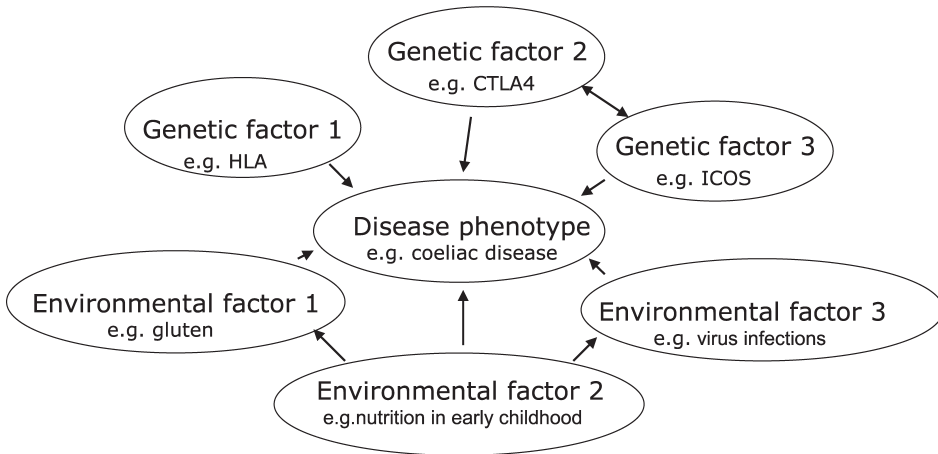 Genetic factor 2
e.g. CTLA4
Genetic factor 1
e.g. HLA
Genetic factor 3
e.g. ICOS
Disease phenotype
e.g. coeliac disease
Environmental factor 1
e.g. gluten
Environmental factor 3
e.g. virus infections
Environmental factor 2
e.g.nutrition in early childhood